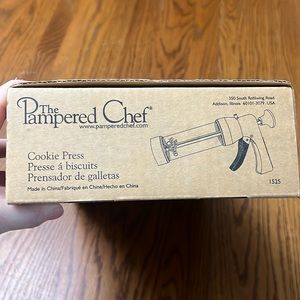 The
Pampered Chef®
www.pamperedchef.com
350 South Rohlwing Road
Addison, Illinois 60101-3079, USA
Cookie Press
Presse á biscuits
Prensador de galletas
Made in China/Fabriqué en Chine/Hecho en China
1525